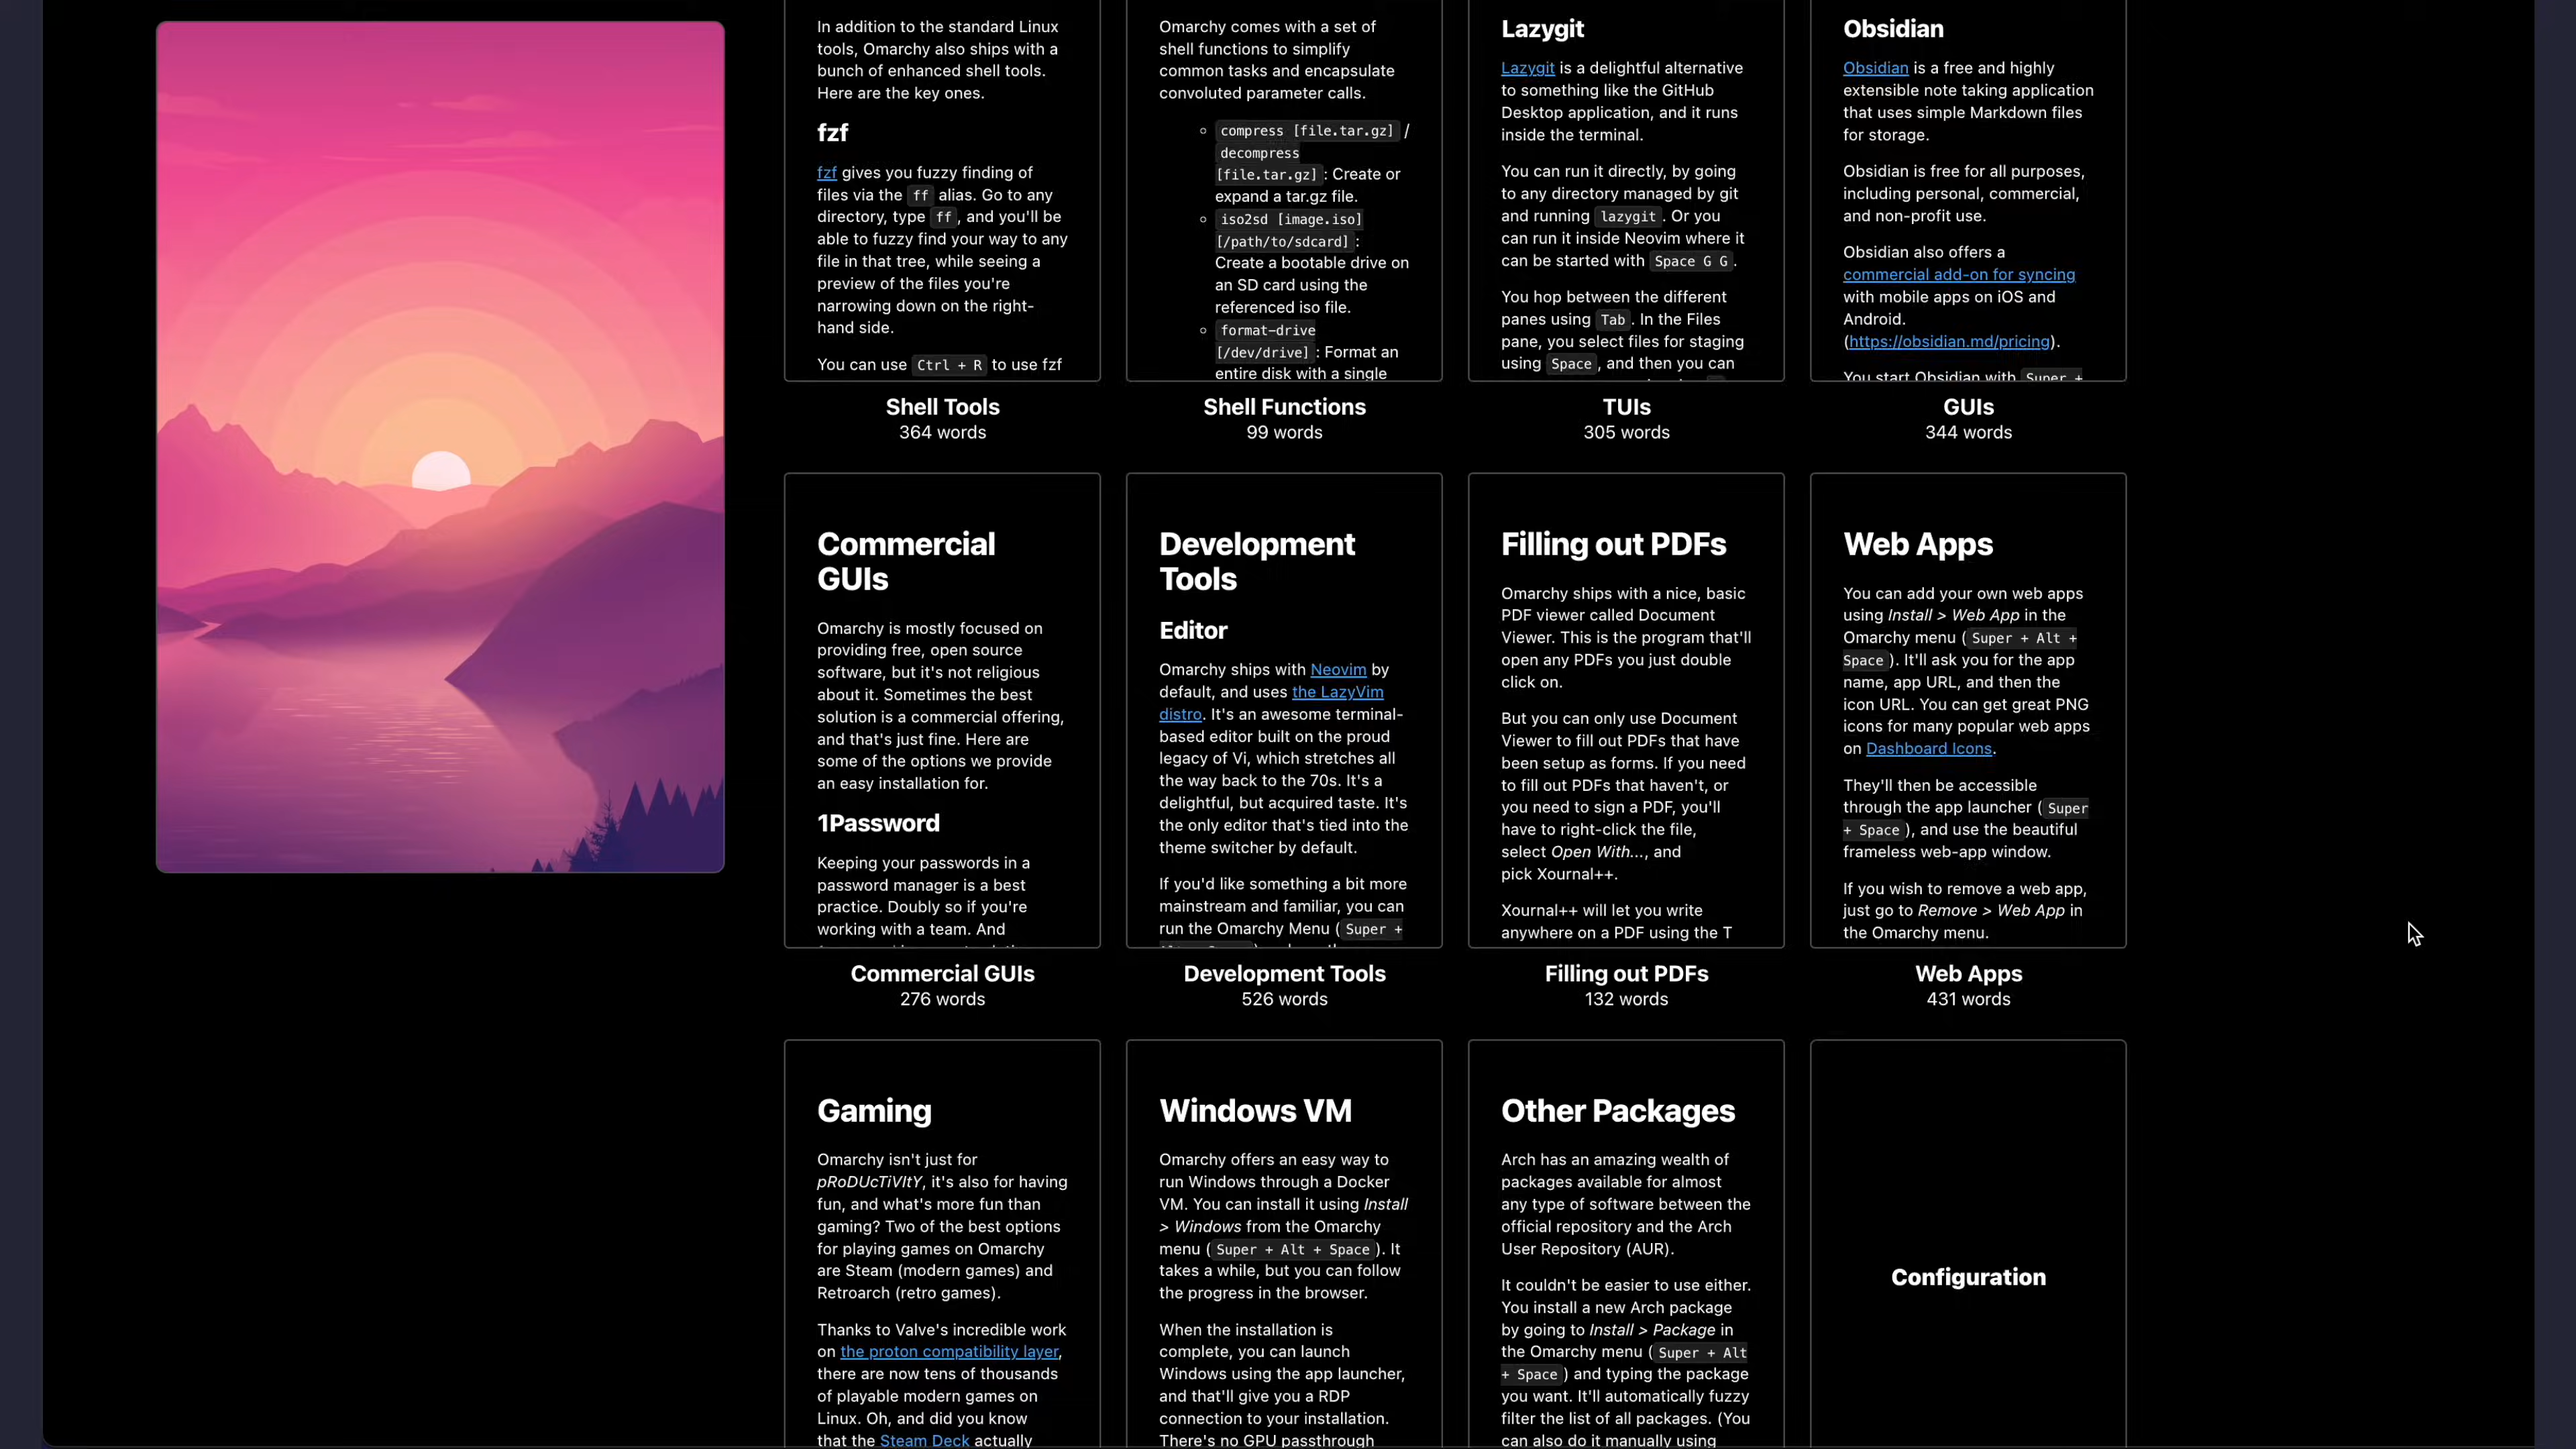 In addition to the standard Linux
tools, Omarchy also ships with a
bunch of enhanced shell tools.
Here are the key ones.
fzf
fzf gives you fuzzy finding of
files via the ff alias. Go to any
directory, type ff, and you'll be
able to fuzzy find your way to any
file in that tree, while seeing a
preview of the files you're
narrowing down on the right-
hand side.
You can use Ctrl + R to use fzf
Shell Tools
364 words
Omarchy comes with a set of
shell functions to simplify
common tasks and encapsulate
convoluted parameter calls.
compress [file.tar.gz] /
decompress
[file.tar.gz]: Create or
expand a tar.gz file.
iso2sd [image.iso]
[/path/to/sdcard]:
Create a bootable drive on
an SD card using the
referenced iso file.
format-drive
[/dev/drive]: Format an
entire disk with a single
Shell Functions
99 words
Lazygit
Lazygit is a delightful alternative
to something like the GitHub
Desktop application, and it runs
inside the terminal.
You can run it directly, by going
to any directory managed by git
and running lazygit. Or you
can run it inside Neovim where it
can be started with Space G G.
You hop between the different
panes using Tab. In the Files
pane, you select files for staging
using Space, and then you can
TUIs
305 words
Obsidian
Obsidian is a free and highly
extensible note taking application
that uses simple Markdown files
for storage.
Obsidian is free for all purposes,
including personal, commercial,
and non-profit use.
Obsidian also offers a
commercial add-on for syncing
with mobile apps on iOS and
Android.
(https://obsidian.md/pricing).
You start Obsidian with Super +
GUIs
344 words
Commercial
GUIs
Omarchy is mostly focused on
providing free, open source
software, but it's not religious
about it. Sometimes the best
solution is a commercial offering,
and that's just fine. Here are
some of the options we provide
an easy installation for.
1Password
Keeping your passwords in a
password manager is a best
practice. Doubly so if you're
working with a team. And
Commercial GUIs
276 words
Development
Tools
Editor
Omarchy ships with Neovim by
default, and uses the LazyVim
distro. It's an awesome terminal-
based editor built on the proud
legacy of Vi, which stretches all
the way back to the 70s. It's a
delightful, but acquired taste. It's
the only editor that's tied into the
theme switcher by default.
If you'd like something a bit more
mainstream and familiar, you can
run the Omarchy Menu (Super +
Development Tools
526 words
Filling out PDFs
Omarchy ships with a nice, basic
PDF viewer called Document
Viewer. This is the program that'll
open any PDFs you just double
click on.
But you can only use Document
Viewer to fill out PDFs that have
been setup as forms. If you need
to fill out PDFs that haven't, or
you need to sign a PDF, you'll
have to right-click the file,
select Open With..., and
pick Xournal++.
Xournal++ will let you write
anywhere on a PDF using the T
Filling out PDFs
132 words
Web Apps
You can add your own web apps
using Install > Web App in the
Omarchy menu (Super + Alt +
Space). It'll ask you for the app
name, app URL, and then the
icon URL. You can get great PNG
icons for many popular web apps
on Dashboard Icons.
They'll then be accessible
through the app launcher (Super
+ Space), and use the beautiful
frameless web-app window.
If you wish to remove a web app,
just go to Remove > Web App in
the Omarchy menu.
Web Apps
431 words
Gaming
Omarchy isn't just for
pRoDUcTiVItY, it's also for having
fun, and what's more fun than
gaming? Two of the best options
for playing games on Omarchy
are Steam (modern games) and
Retroarch (retro games).
Thanks to Valve's incredible work
on the proton compatibility layer,
there are now tens of thousands
of playable modern games on
Linux. Oh, and did you know
that the Steam Deck actually
Windows VM
Omarchy offers an easy way to
run Windows through a Docker
VM. You can install it using Install
> Windows from the Omarchy
menu (Super + Alt + Space). It
takes a while, but you can follow
the progress in the browser.
When the installation is
complete, you can launch
Windows using the app launcher,
and that'll give you a RDP
connection to your installation.
There's no GPU passthrough
Other Packages
Arch has an amazing wealth of
packages available for almost
any type of software between the
official repository and the Arch
User Repository (AUR).
It couldn't be easier to use either.
You install a new Arch package
by going to Install > Package in
the Omarchy menu (Super + Alt
+ Space) and typing the package
you want. It'll automatically fuzzy
filter the list of all packages. (You
can also do it manually using
Configuration